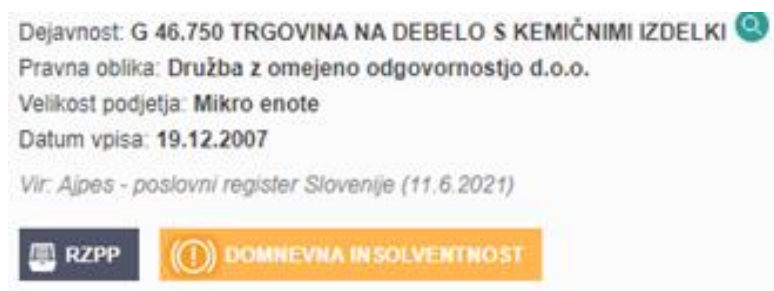 Dejavnost: G 46.750 TRGOVINA NA DEBELO S KEMIČNIMI IZDELKI
Pravna oblika: Družba z omejeno odgovornostjo d.o.o.
Velikost podjetja: Mikro enote
Datum vpisa: 19.12.2007
Vir: Ajpes - poslovni register Slovenije (11.6.2021)
RZPP DOMNEVNA INSOLVENTNOST